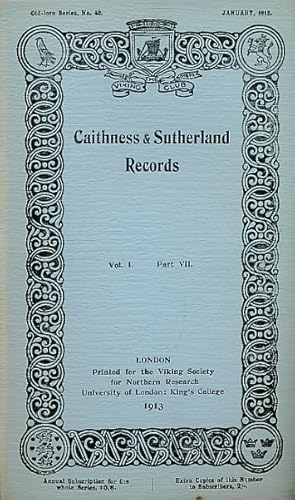 Old-lore Series, No. 40. JANUARY, 1913.
VIKING CLUB
Caithness & Sutherland
Records
Vol. I. Part VII.
LONDON
Printed for the Viking Society
for Northern Research
University of London: King's College
1913
Annual Subscription for the
whole Series, 10/6.
Extra Copies of this Number
to Subscribers, 2/-.